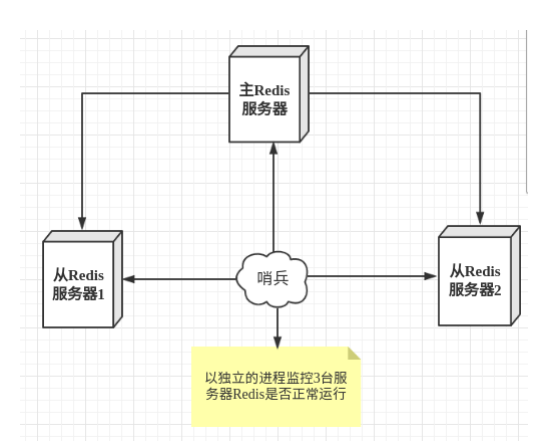 主Redis
服务器
从Redis
服务器1
哨兵
从Redis
服务器2
以独立的进程监控3台服
务器Redis是否正常运行